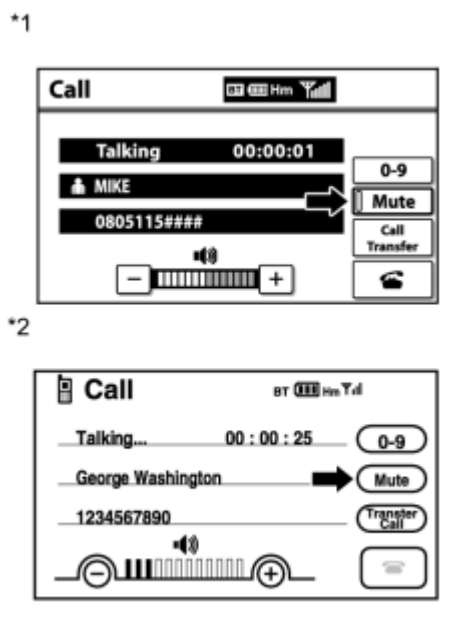 *1
Call BT Hm
Talking 00:00:01
MIKE
0805115####
0-9
Mute
Call
Transfer
− +
*2
Call BT Hm
Talking... 00 : 00 : 25
George Washington
1234567890
0-9
Mute
Transfer
Call
− +